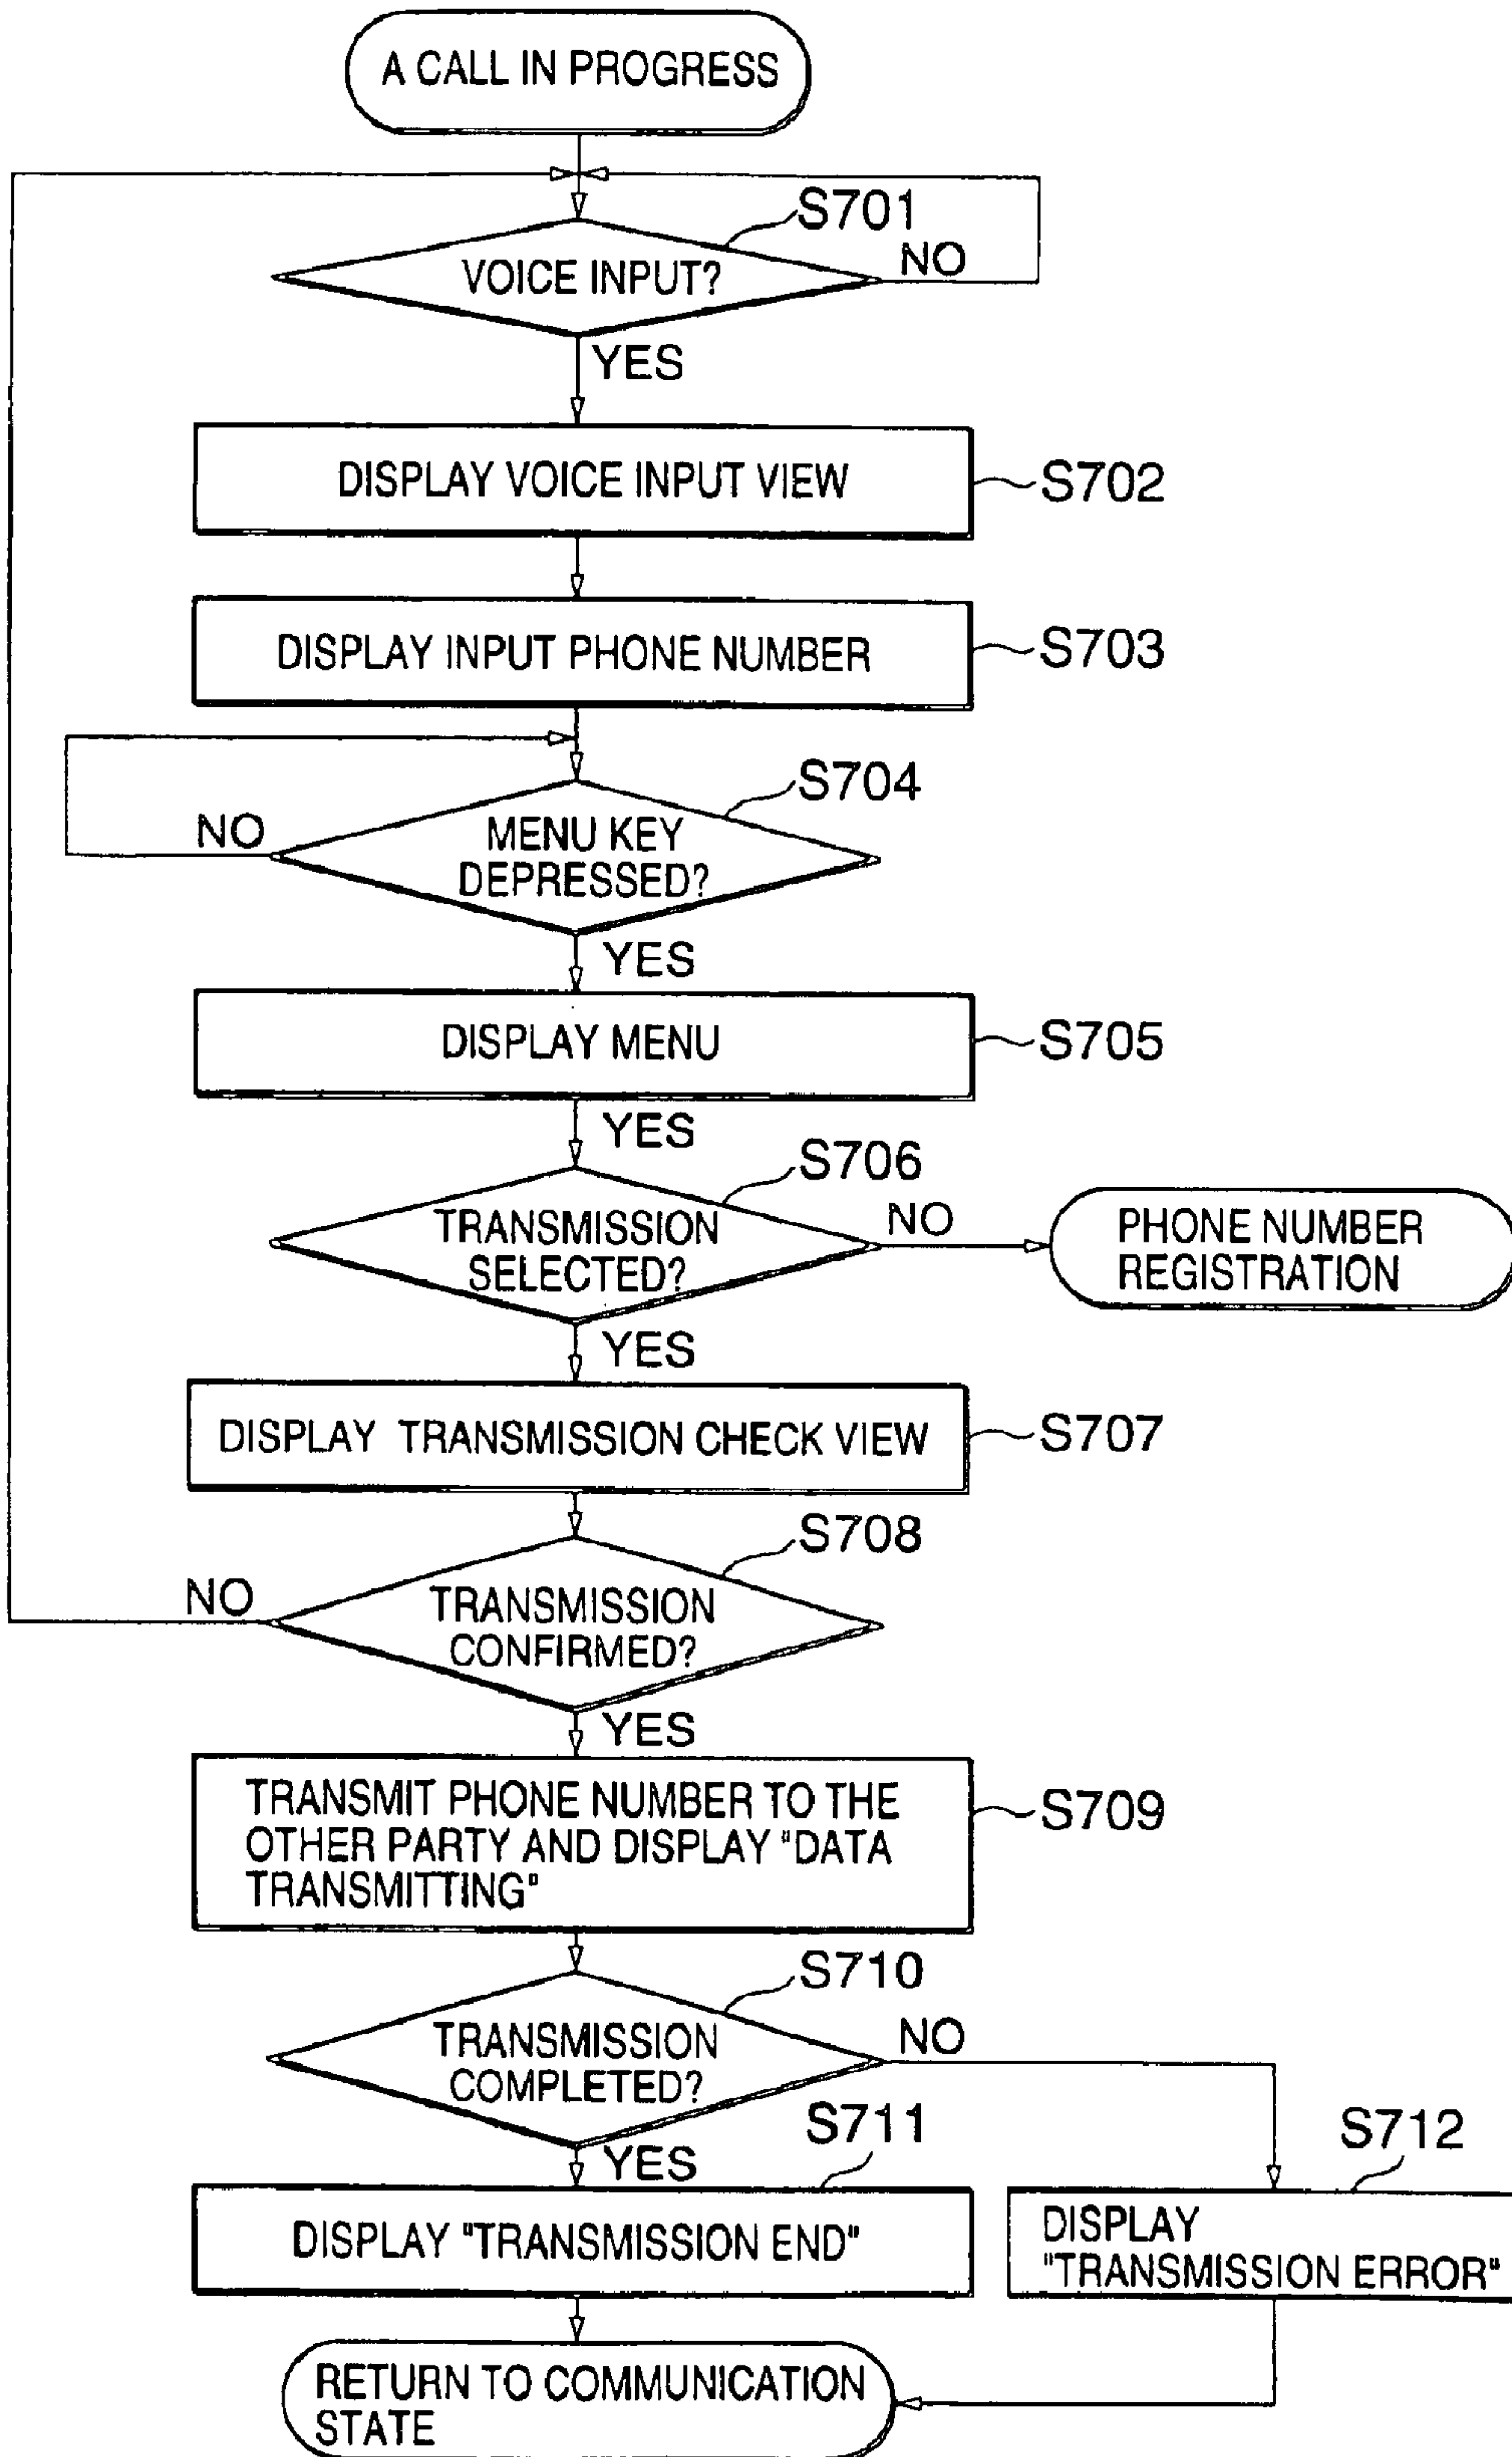 A CALL IN PROGRESS
S701
VOICE INPUT?
NO
YES
DISPLAY VOICE INPUT VIEW
S702
DISPLAY INPUT PHONE NUMBER
S703
S704
NO
MENU KEY
DEPRESSED?
YES
DISPLAY MENU
S705
YES
S706
TRANSMISSION
SELECTED?
NO
PHONE NUMBER
REGISTRATION
YES
DISPLAY TRANSMISSION CHECK VIEW
S707
S708
NO
TRANSMISSION
CONFIRMED?
YES
TRANSMIT PHONE NUMBER TO THE
OTHER PARTY AND DISPLAY "DATA
TRANSMITTING"
S709
S710
TRANSMISSION
COMPLETED?
NO
YES
S711
DISPLAY "TRANSMISSION END"
S712
DISPLAY
"TRANSMISSION ERROR"
RETURN TO COMMUNICATION
STATE